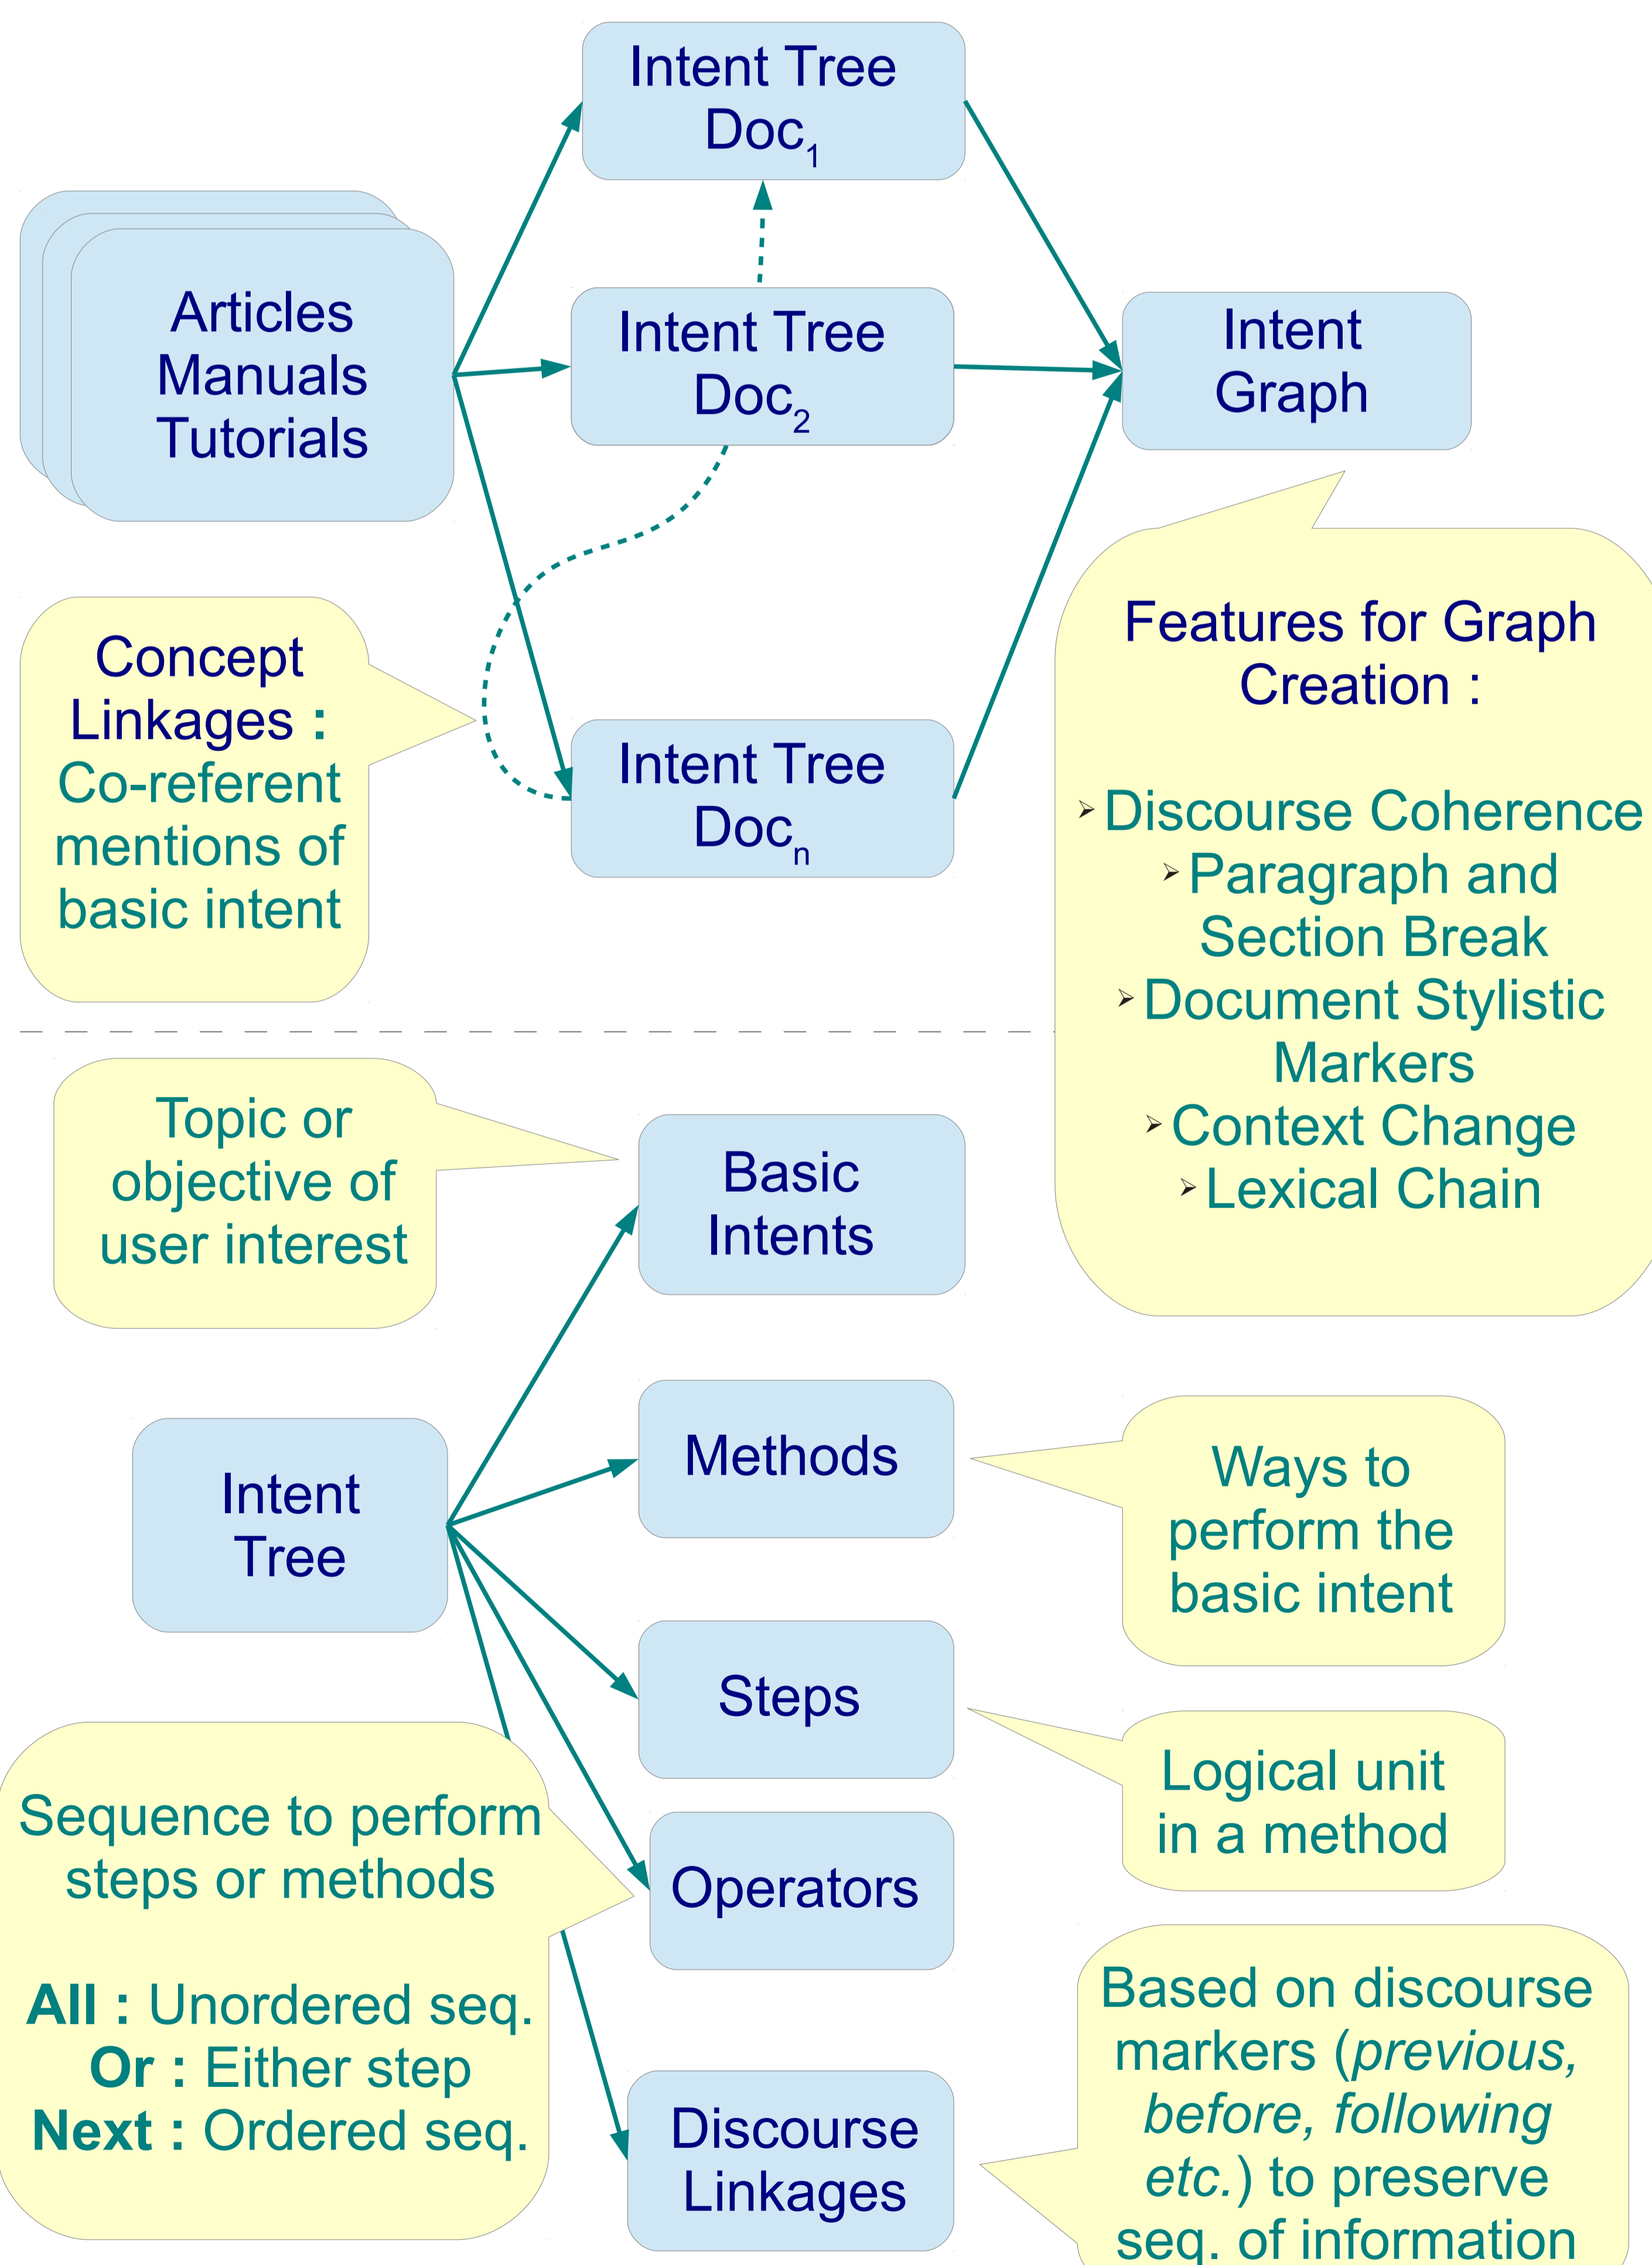 Intent Tree
Doc1
Articles
Manuals
Tutorials
Intent Tree
Doc2
Intent
Graph
Concept
Linkages :
Co-referent
mentions of
basic intent
Intent Tree
Docn
Features for Graph
Creation :
➢ Discourse Coherence
➢ Paragraph and
Section Break
➢ Document Stylistic
Markers
➢ Context Change
➢ Lexical Chain
Topic or
objective of
user interest
Basic
Intents
Intent
Tree
Methods
Ways to
perform the
basic intent
Steps
Logical unit
in a method
Sequence to perform
steps or methods
All : Unordered seq.
Or : Either step
Next : Ordered seq.
Operators
Discourse
Linkages
Based on discourse
markers (previous,
before, following
etc.) to preserve
seq. of information